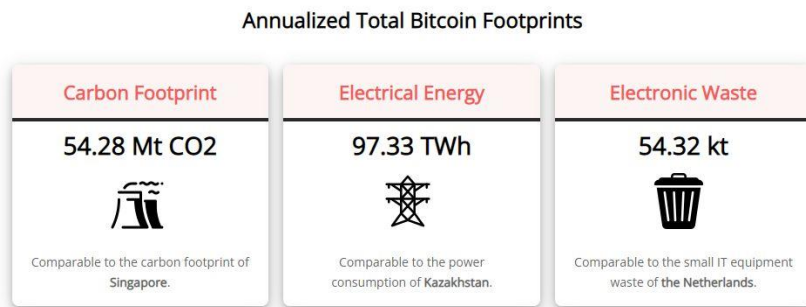 Annualized Total Bitcoin Footprints
Carbon Footprint
54.28 Mt CO2
Comparable to the carbon footprint of
Singapore.
Electrical Energy
97.33 TWh
Comparable to the power
consumption of Kazakhstan.
Electronic Waste
54.32 kt
Comparable to the small IT equipment
waste of the Netherlands.